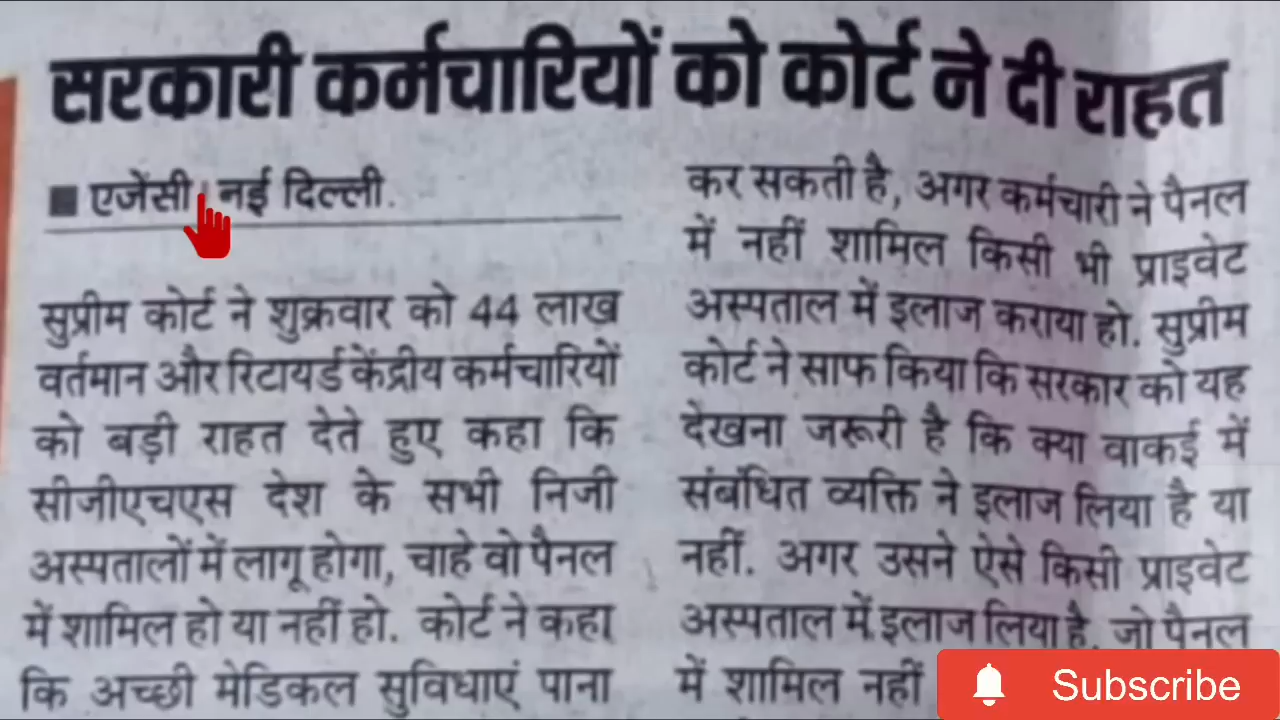 सरकारी कर्मचारियों को कोर्ट ने दी राहत
एजेंसी नई दिल्ली.
सुप्रीम कोर्ट ने शुक्रवार को 44 लाख
वर्तमान और रिटायर्ड केंद्रीय कर्मचारियों
को बड़ी राहत देते हुए कहा कि
सीजीएचएस देश के सभी निजी
अस्पतालों में लागू होगा, चाहे वो पैनल
में शामिल हो या नहीं हो. कोर्ट ने कहा
कि अच्छी मेडिकल सुविधाएं पाना
कर सकती है, अगर कर्मचारी ने पैनल
में नहीं शामिल किसी भी प्राइवेट
अस्पताल में इलाज कराया हो. सुप्रीम
कोर्ट ने साफ किया कि सरकार को यह
देखना जरूरी है कि क्या वाकई में
संबंधित व्यक्ति ने इलाज लिया है या
नहीं. अगर उसने ऐसे किसी प्राइवेट
अस्पताल में इलाज लिया है, जो पैनल
में शामिल नहीं
Subscribe